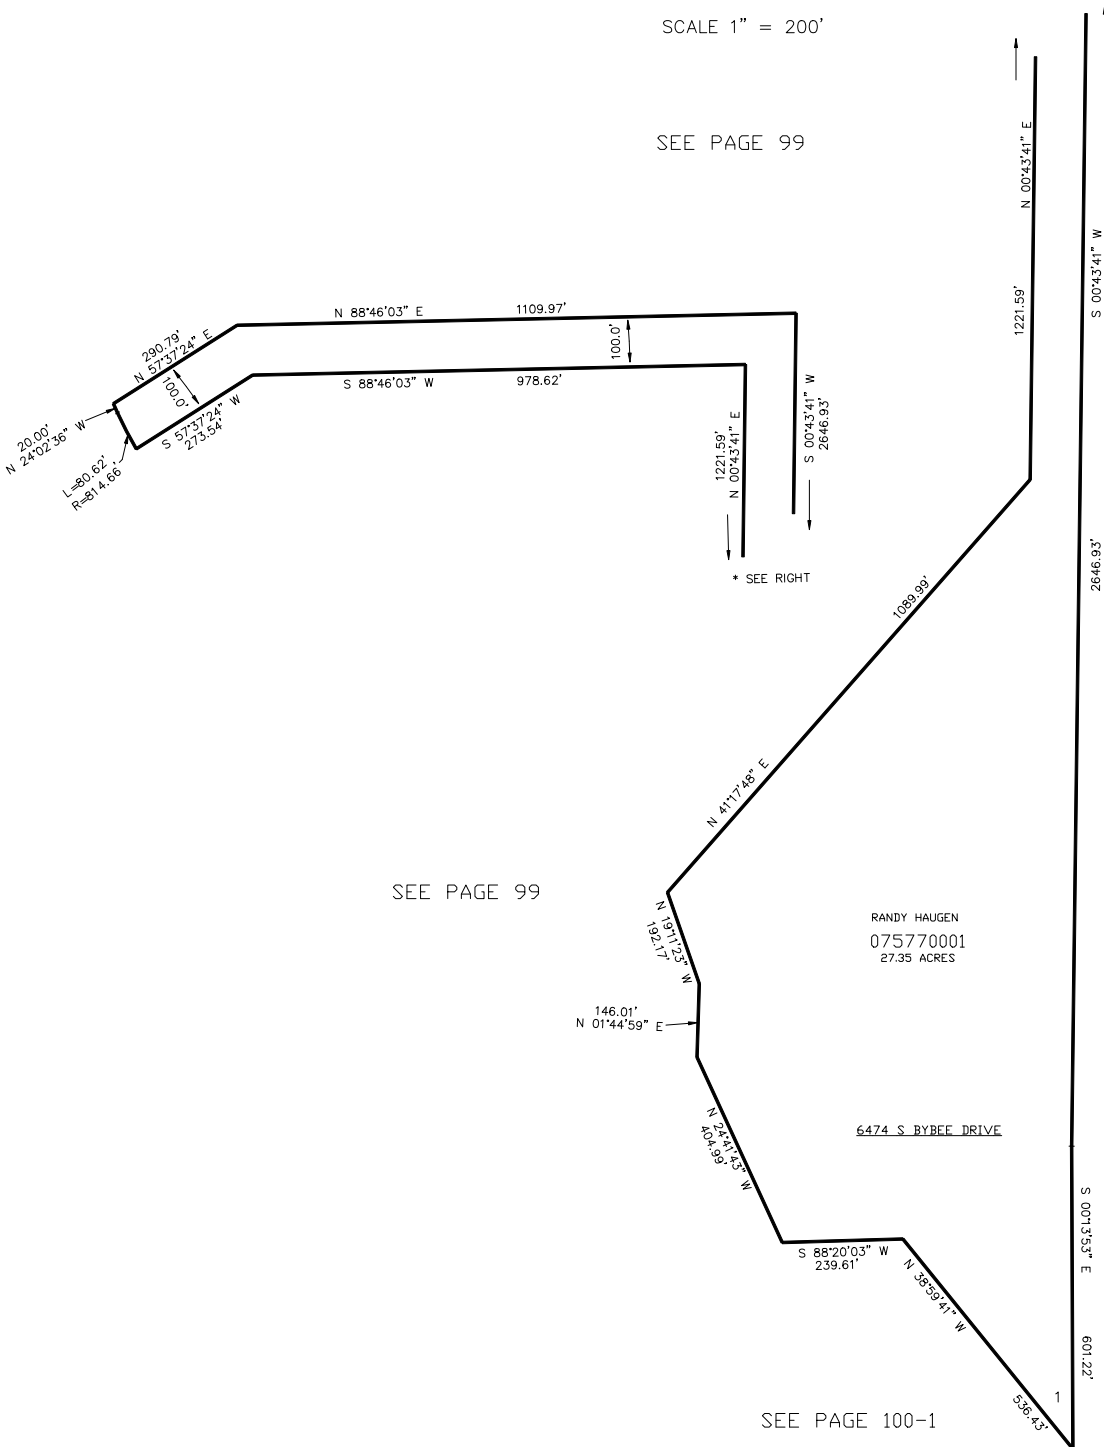 SCALE 1" = 200'
SEE PAGE 99
N 00°43'41" E
1221.59'
S 00°43'41" W
2646.93'
N 88°46'03" E 1109.97'
100.0'
S 88°46'03" W 978.62'
290.79'
N 57°37'24" E
100.0'
S 57°37'24" W
273.54'
20.00'
N 24°02'36" W
L=80.62'
R=814.66'
1221.59'
N 00°43'41" E
S 00°43'41" W
2646.93'
* SEE RIGHT
1089.99'
N 41°17'48" E
SEE PAGE 99
N 19°11'23" W
192.17'
RANDY HAUGEN
075770001
27.35 ACRES
146.01'
N 01°44'59" E
N 24°41'43" W
404.99'
6474 S BYBEE DRIVE
S 88°20'03" W
239.61'
N 38°59'41" W
536.43'
S 00°13'53" E
601.22'
1
SEE PAGE 100-1